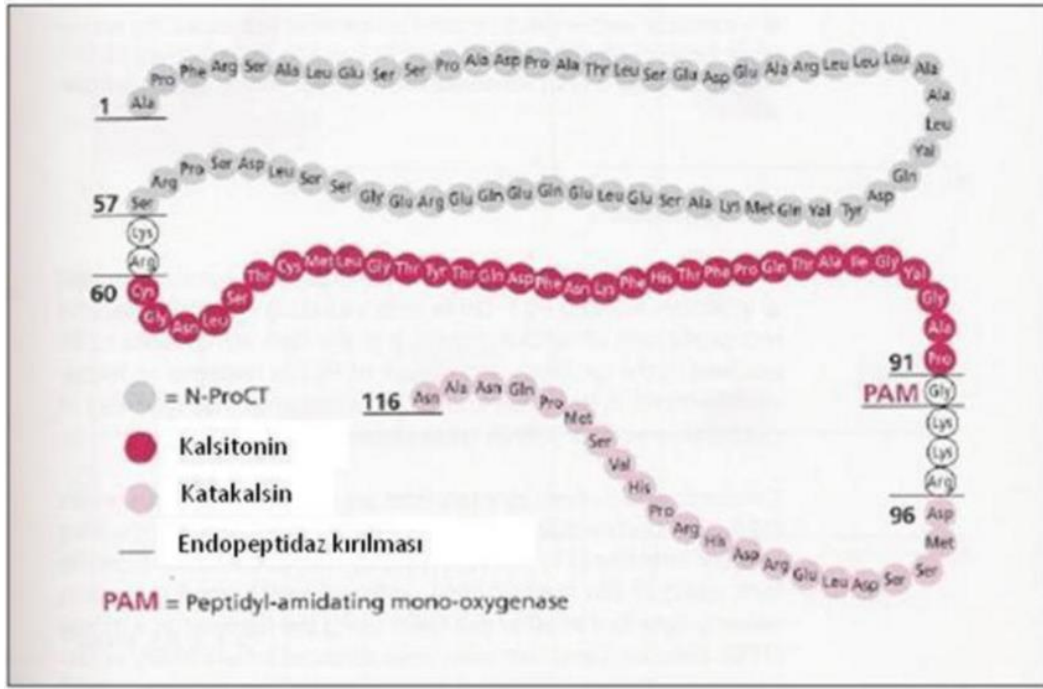 Pro Phe Arg Ser Ala Leu Glu Ser Ser Pro Ala Asp Pro Ala Thr Leu Ser Glu Asp Glu Ala Arg Leu Leu Leu Ala
1 Ala Ala
Leu
Val
Gln
Arg Pro Ser Asp Leu Ser Ser Gly Glu Arg Glu Gln Glu Gln Glu Leu Glu Ser Ala Lys Met Gln Val Tyr Asp
57 Ser
Lys
Arg
60 Cys Gly Asn Leu Ser Thr Cys Met Leu Gly Thr Tyr Thr Gln Asp Phe Asn Lys Phe His Thr Phe Pro Gln Thr Ala Ile Gly Val Gly Ala
91 Pro
PAM Gly
Lys
Lys
Arg
96 Asp
Met
116 Asn Ala Asn Gln Pro Met Ser Val His Pro Arg His Asp Arg Glu Leu Asp Ser Ser
= N-ProCT
Kalsitonin
Katakalsin
Endopeptidaz kırılması
PAM = Peptidyl-amidating mono-oxygenase